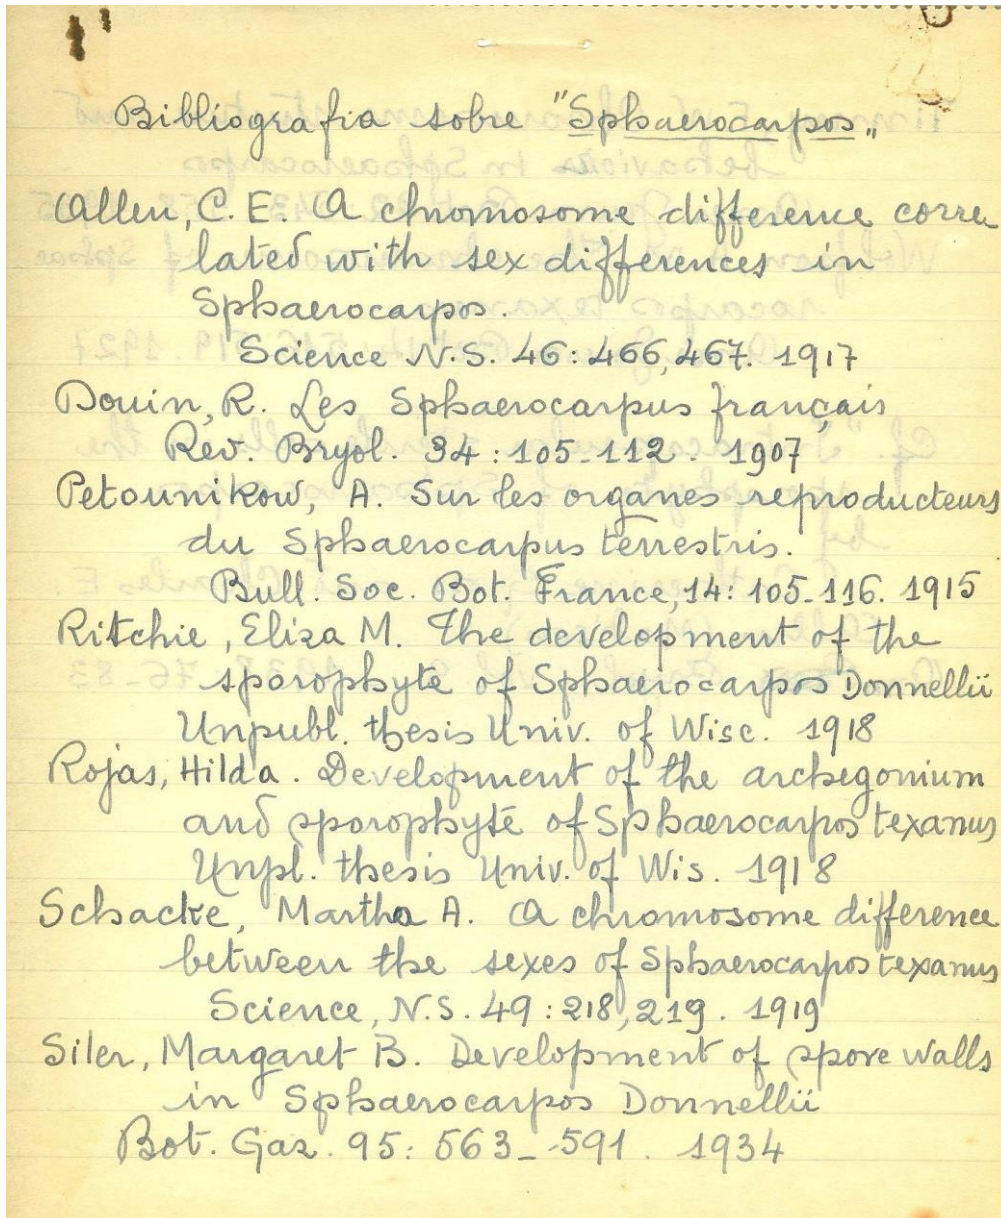 Bibliografia sobre "Sphaerocarpos"
Allen, C. E. A chromosome difference corre
lated with sex differences in
Sphaerocarpos.
Science N.S. 46: 466,467. 1917
Douin, R. Les Sphaerocarpus français
Rev. Bryol. 34: 105-112. 1907
Petounikow, A. Sur les organes reproducteurs
du Sphaerocarpus terrestris.
Bull. Soc. Bot. France, 14: 105-116. 1915
Ritchie, Eliza M. The development of the
sporophyte of Sphaerocarpos Donnellii
Unpubl. thesis Univ. of Wisc. 1918
Rojas, Hilda. Development of the archegonium
and sporophyte of Sphaerocarpos texanus
Unpl. thesis Univ. of Wis. 1918
Schacke, Martha A. A chromosome difference
between the sexes of Sphaerocarpos texanus
Science, N.S. 49: 218, 219. 1919
Siler, Margaret B. Development of spore walls
in Sphaerocarpos Donnellii
Bot. Gaz. 95: 563-591. 1934